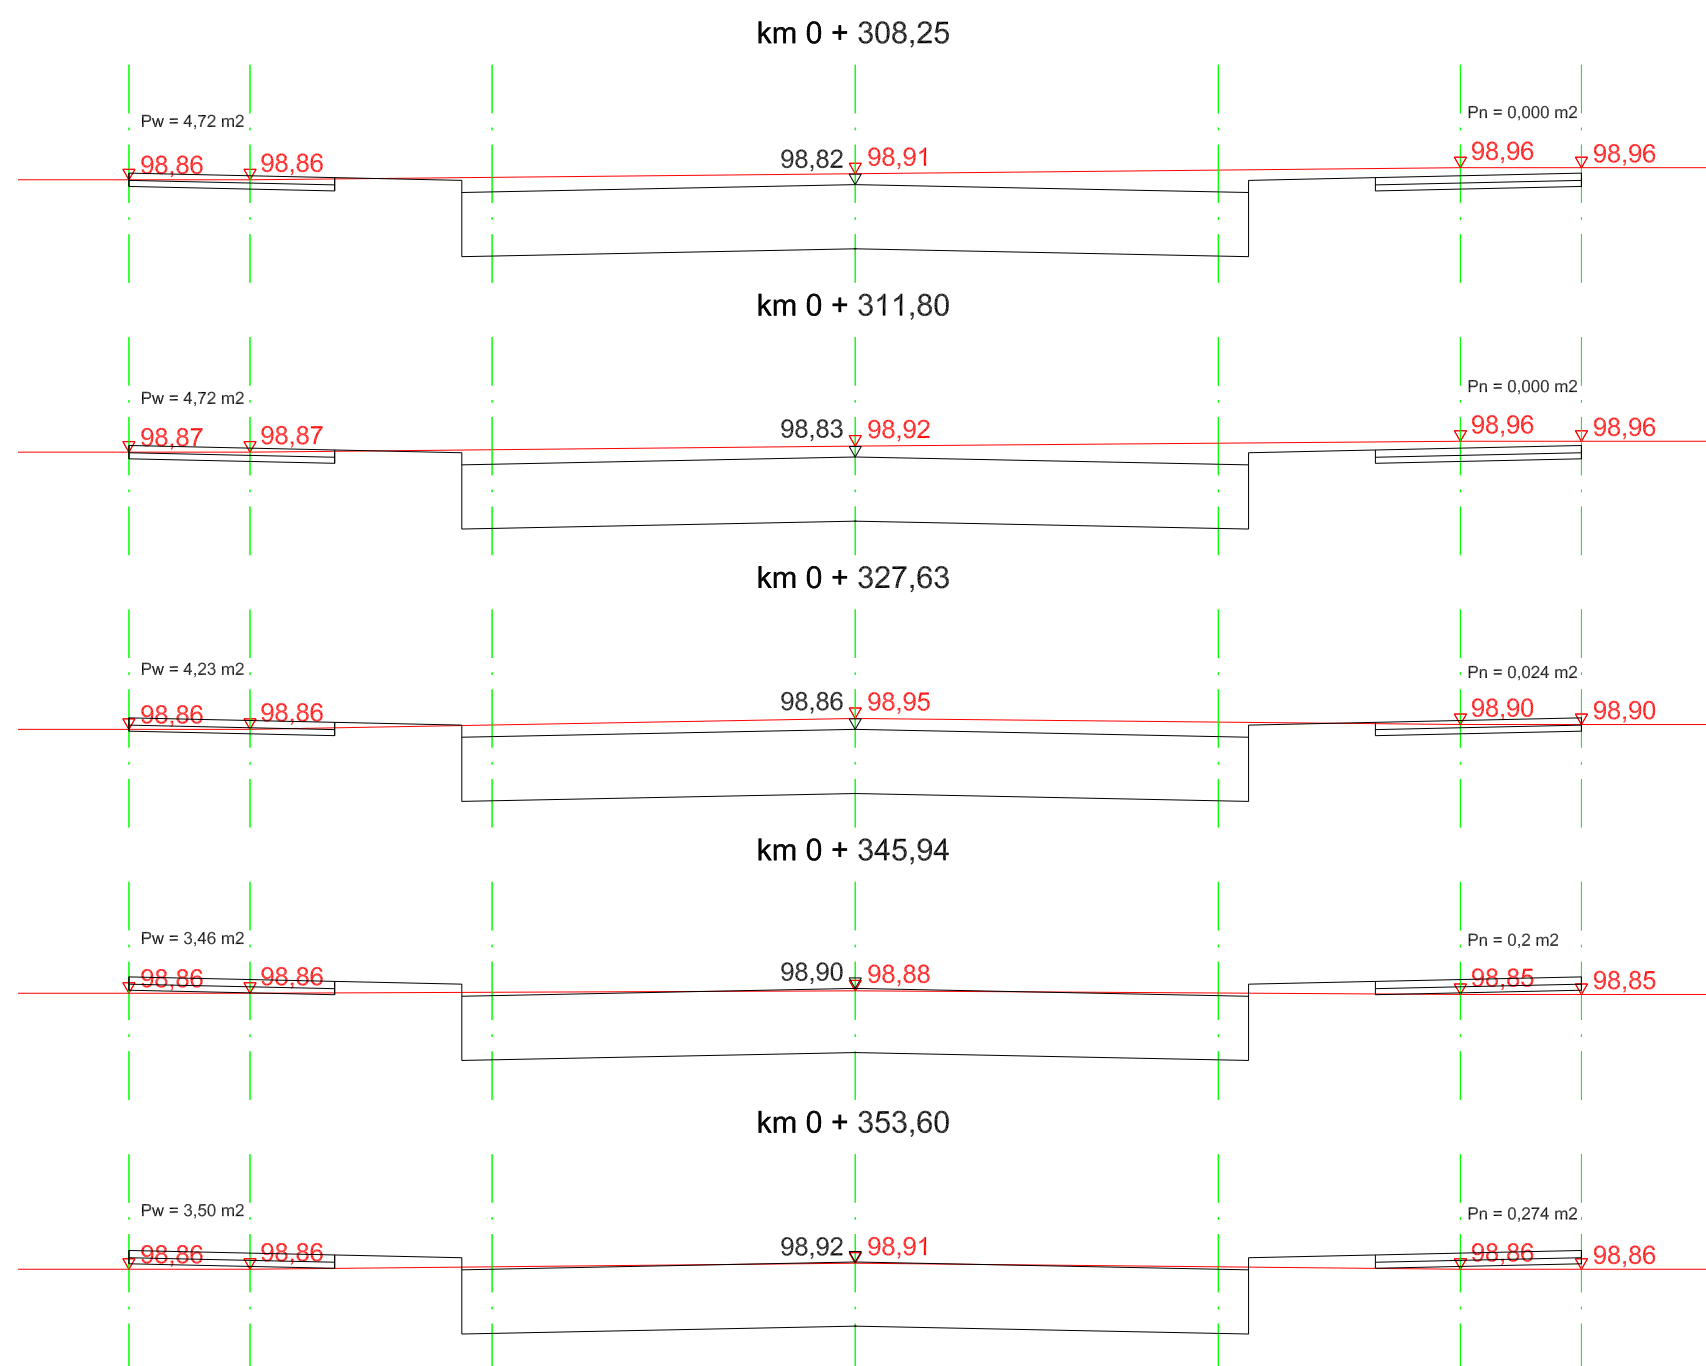 km 0 + 308,25
Pw = 4,72 m2
Pn = 0,000 m2
98,86 98,86 98,82 98,91 98,96 98,96
km 0 + 311,80
Pw = 4,72 m2
Pn = 0,000 m2
98,87 98,87 98,83 98,92 98,96 98,96
km 0 + 327,63
Pw = 4,23 m2
Pn = 0,024 m2
98,86 98,86 98,86 98,95 98,90 98,90
km 0 + 345,94
Pw = 3,46 m2
Pn = 0,2 m2
98,86 98,86 98,90 98,88 98,85 98,85
km 0 + 353,60
Pw = 3,50 m2
Pn = 0,274 m2
98,86 98,86 98,92 98,91 98,86 98,86